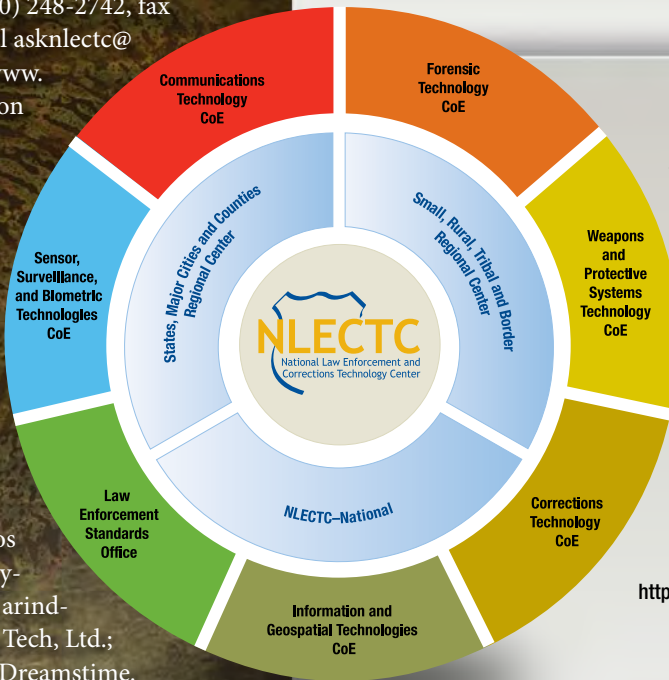 0) 248-2742, fax
l asknlectc@
www.
on
Communications
Technology
CoE
Forensic
Technology
CoE
Sensor,
Surveillance,
and Biometric
Technologies
CoE
States, Major Cities and Counties
Regional Center
Small, Rural, Tribal and Border
Regional Center
Weapons
and
Protective
Systems
Technology
CoE
NLECTC
National Law Enforcement and
Corrections Technology Center
Law
Enforcement
Standards
Office
NLECTC–National
Corrections
Technology
CoE
Information and
Geospatial Technologies
CoE
os
y-
arind-
Tech, Ltd.;
Dreamstime.
http